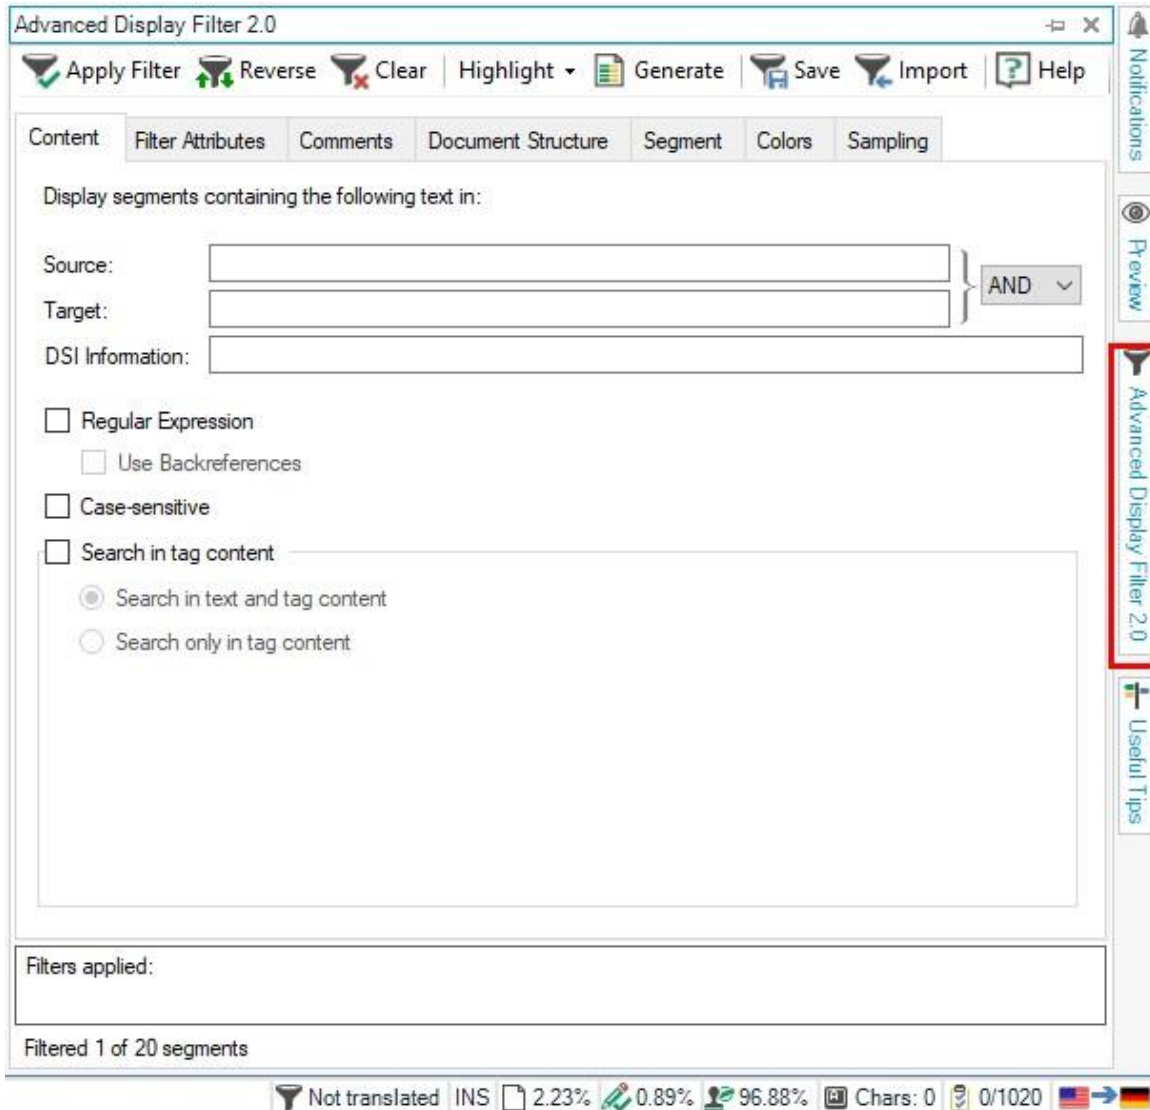 Advanced Display Filter 2.0
Apply Filter Reverse Clear Highlight Generate Save Import Help
Content Filter Attributes Comments Document Structure Segment Colors Sampling
Display segments containing the following text in:
Source:
AND
Target:
DSI Information:
Regular Expression
Use Backreferences
Case-sensitive
Search in tag content
Search in text and tag content
Search only in tag content
Filters applied:
Filtered 1 of 20 segments
Not translated INS 2.23% 0.89% 96.88% Chars: 0 0/1020
Notifications
Preview
Advanced Display Filter 2.0
Useful Tips